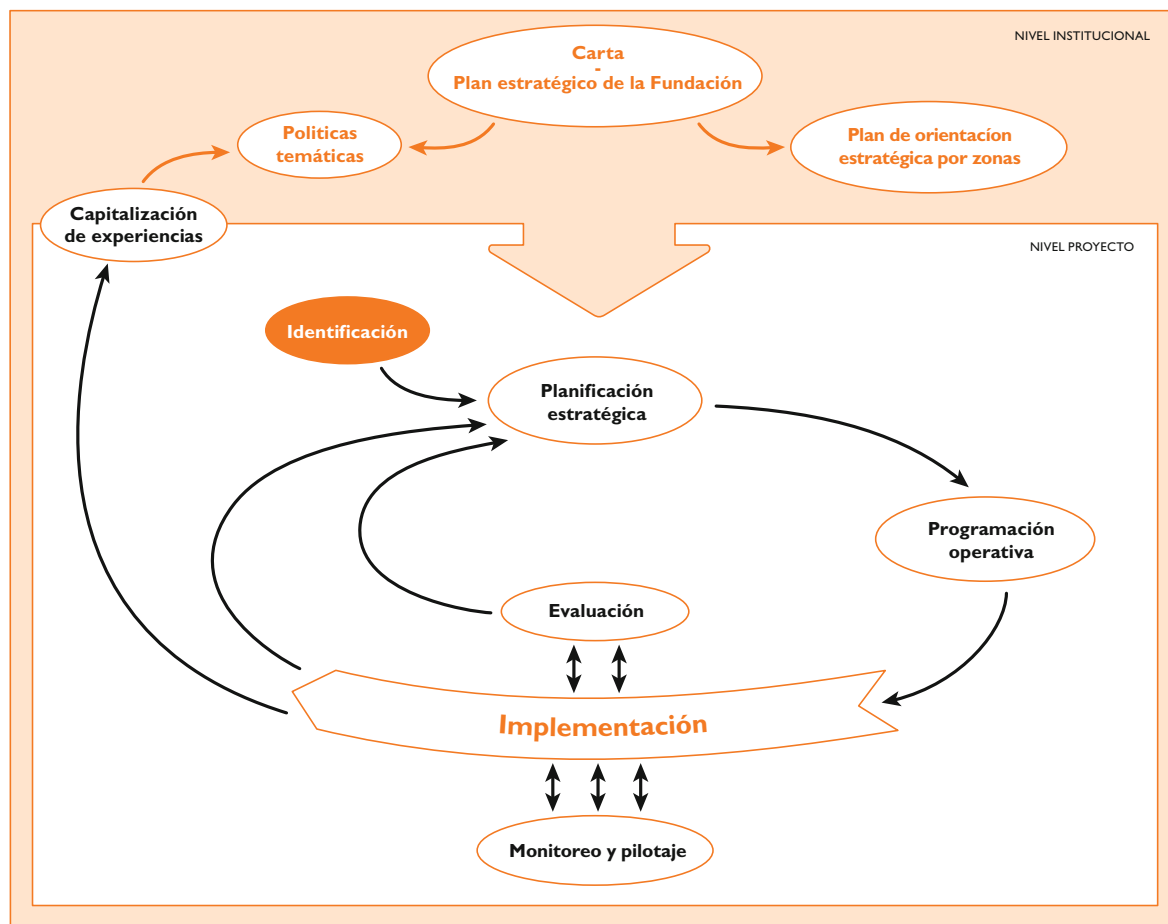 NIVEL INSTITUCIONAL
Carta
-
Plan estratégico de la Fundación
Politicas
temáticas
Plan de orientacíon
estratégica por zonas
Capitalización
de experiencias
NIVEL PROYECTO
Identificación
Planificación
estratégica
Programación
operativa
Evaluación
Implementación
Monitoreo y pilotaje